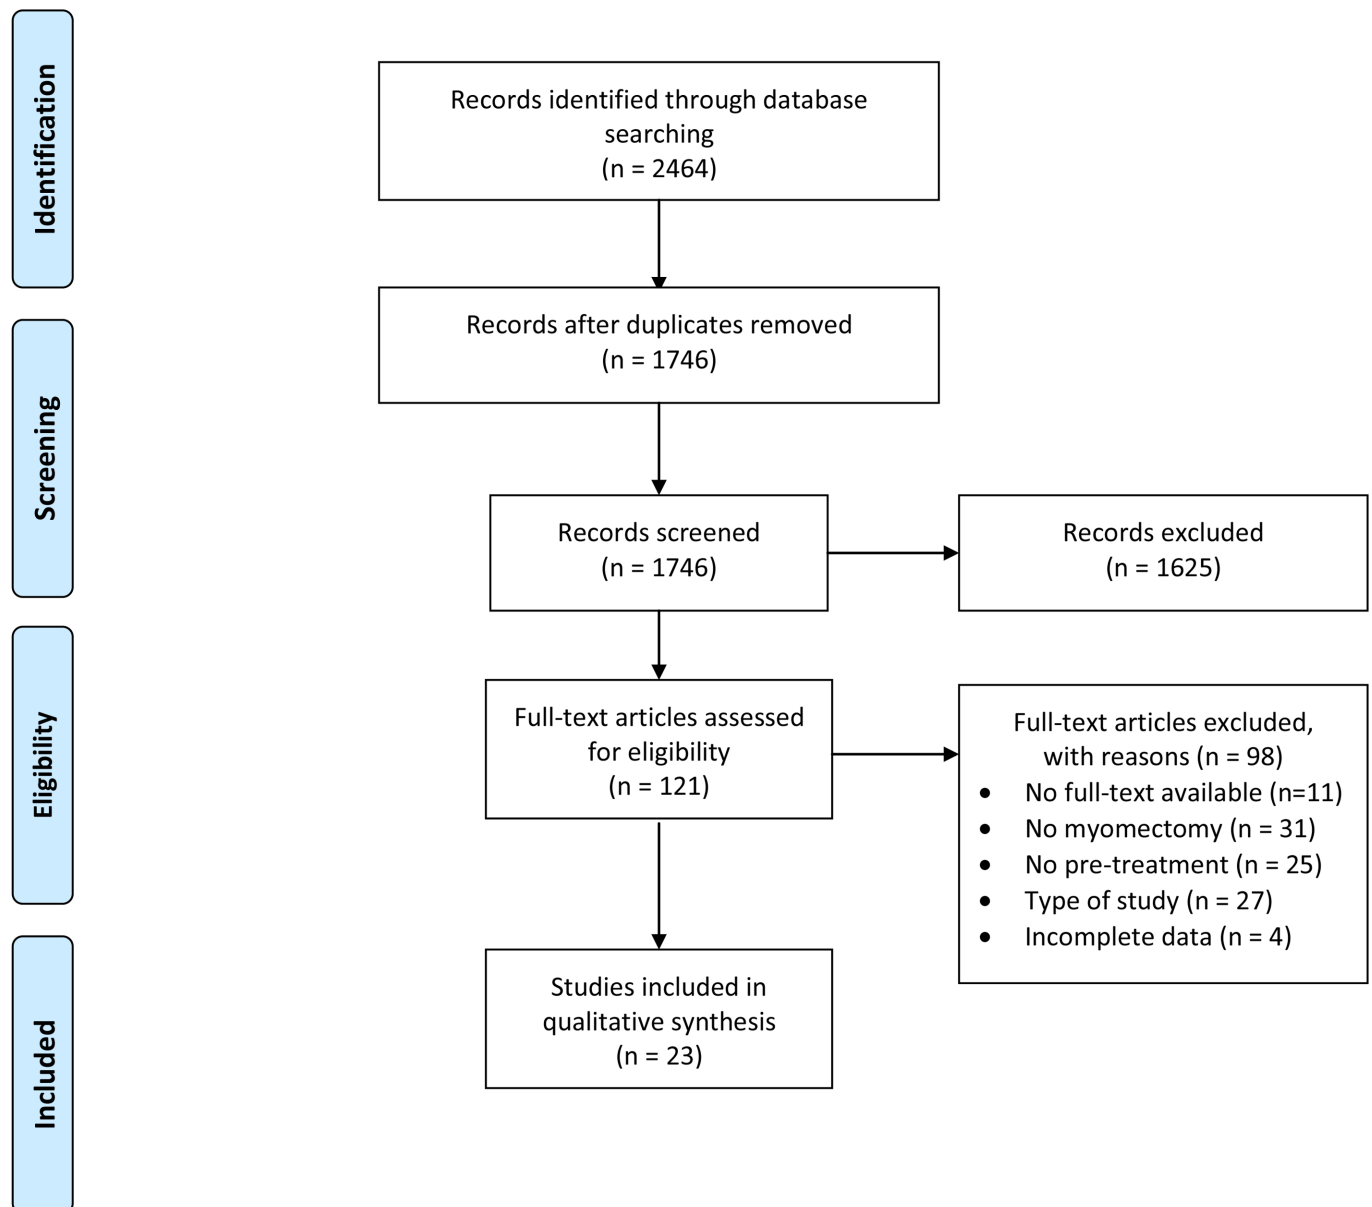 Identification
Records identified through database
searching
(n = 2464)
Records after duplicates removed
(n = 1746)
Screening
Records screened
(n = 1746)
Records excluded
(n = 1625)
Eligibility
Full-text articles assessed
for eligibility
(n = 121)
Full-text articles excluded,
with reasons (n = 98)
• No full-text available (n=11)
• No myomectomy (n = 31)
• No pre-treatment (n = 25)
• Type of study (n = 27)
• Incomplete data (n = 4)
Included
Studies included in
qualitative synthesis
(n = 23)